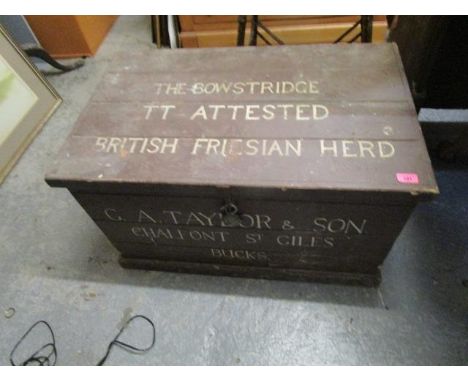 THE BOWSTRIDGE
TT ATTESTED
BRITISH FRIESIAN HERD
G. A. TAYLOR & SON
CHALFONT ST GILES
BUCKS